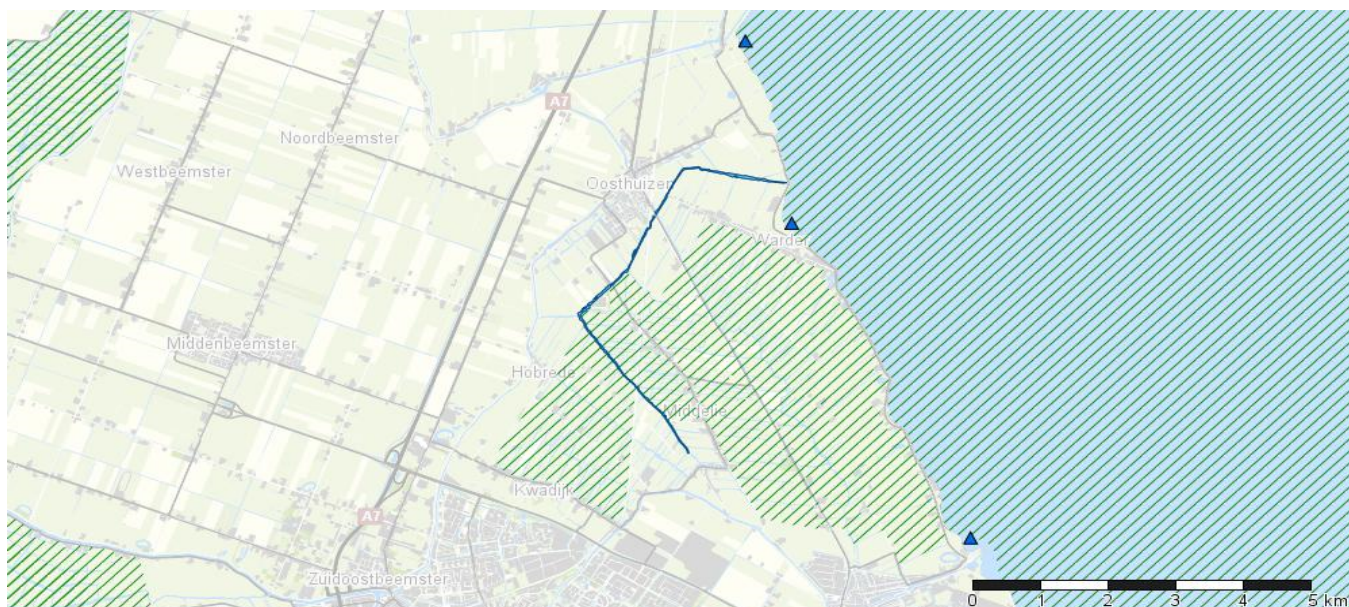 A7
Noordbeemster
Westbeemster
Oosthuizen
Warder
Middenbeemster
Hobrede
Middelie
Kwadijk
A7
Zuidoostbeemster
0 1 2 3 4 5 km